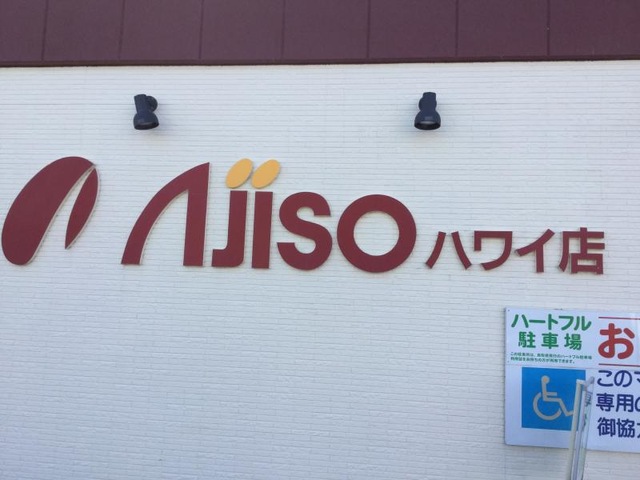 Ajiso ハワイ店
ハートフル
駐車場
お
このマ
専用の
御協力